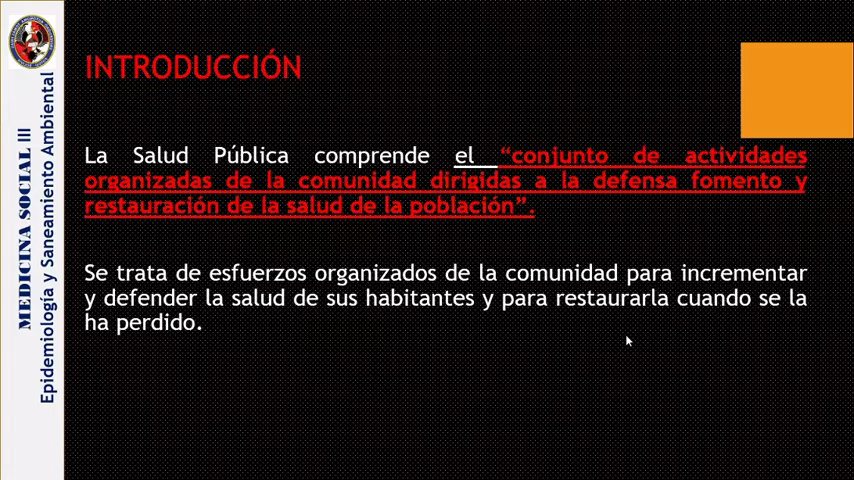 INTRODUCCIÓN
La Salud Pública comprende el “conjunto de actividades
organizadas de la comunidad dirigidas a la defensa fomento y
restauración de la salud de la población”.
Se trata de esfuerzos organizados de la comunidad para incrementar
y defender la salud de sus habitantes y para restaurarla cuando se la
ha perdido.
MEDICINA SOCIAL III
Epidemiología y Saneamiento Ambiental